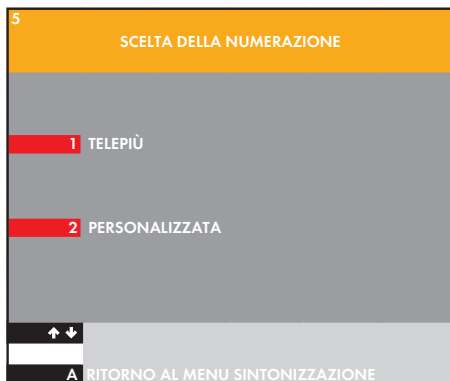 5
SCELTA DELLA NUMERAZIONE
1 TELEPIÙ
2 PERSONALIZZATA
↑ ↓
A RITORNO AL MENU SINTONIZZAZIONE